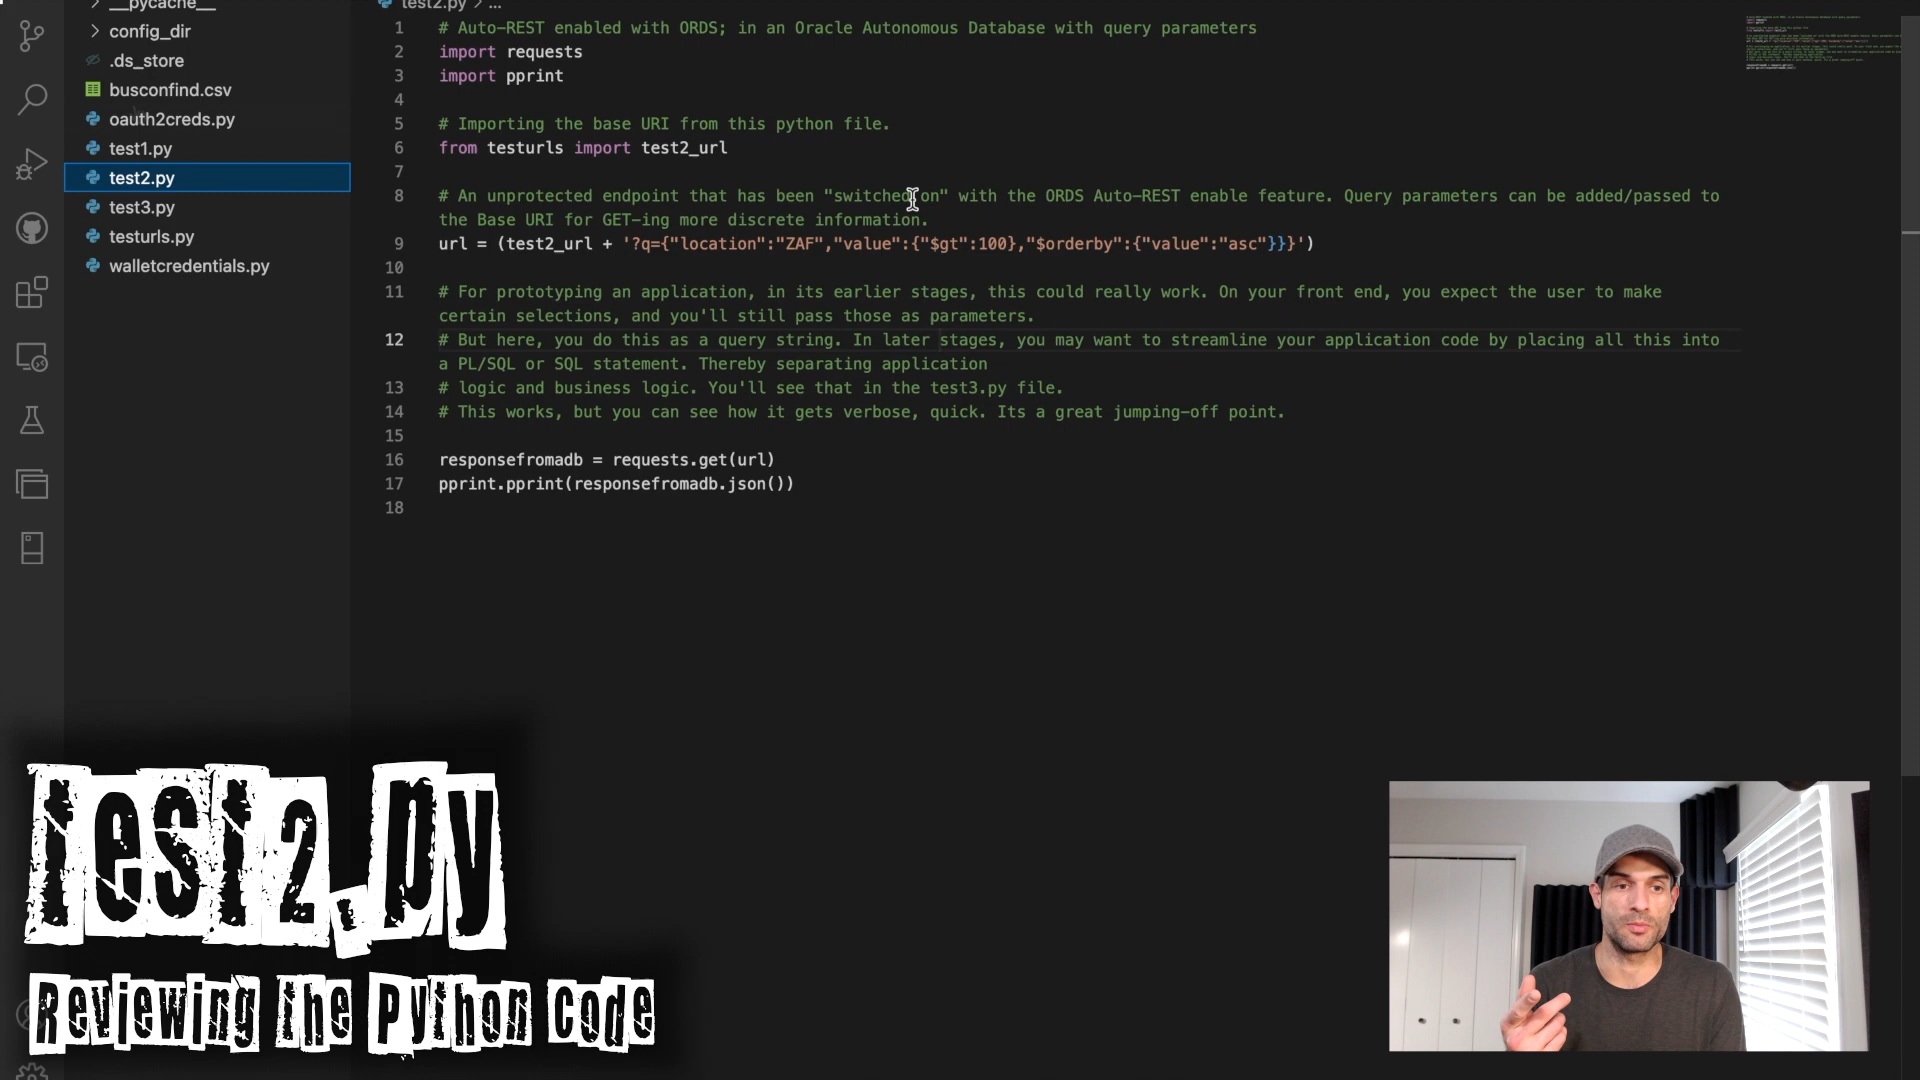 __pycache__
config_dir
.ds_store
busconfind.csv
oauth2creds.py
test1.py
test2.py
test3.py
testurls.py
walletcredentials.py
test2.py > ...
1 # Auto-REST enabled with ORDS; in an Oracle Autonomous Database with query parameters
2 import requests
3 import pprint
4
5 # Importing the base URI from this python file.
6 from testurls import test2_url
7
8 # An unprotected endpoint that has been "switched on" with the ORDS Auto-REST enable feature. Query parameters can be added/passed to
the Base URI for GET-ing more discrete information.
9 url = (test2_url + '?q={"location":"ZAF","value":{"$gt":100},"$orderby":{"value":"asc"}}}')
10
11 # For prototyping an application, in its earlier stages, this could really work. On your front end, you expect the user to make
certain selections, and you'll still pass those as parameters.
12 # But here, you do this as a query string. In later stages, you may want to streamline your application code by placing all this into
a PL/SQL or SQL statement. Thereby separating application
13 # logic and business logic. You'll see that in the test3.py file.
14 # This works, but you can see how it gets verbose, quick. Its a great jumping-off point.
15
16 responsefromadb = requests.get(url)
17 pprint.pprint(responsefromadb.json())
18
test2.py
Reviewing the Python Code